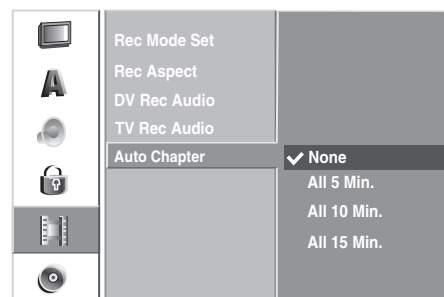 Rec Mode Set
Rec Aspect
A
DV Rec Audio
TV Rec Audio
Auto Chapter
✔ None
All 5 Min.
All 10 Min.
All 15 Min.